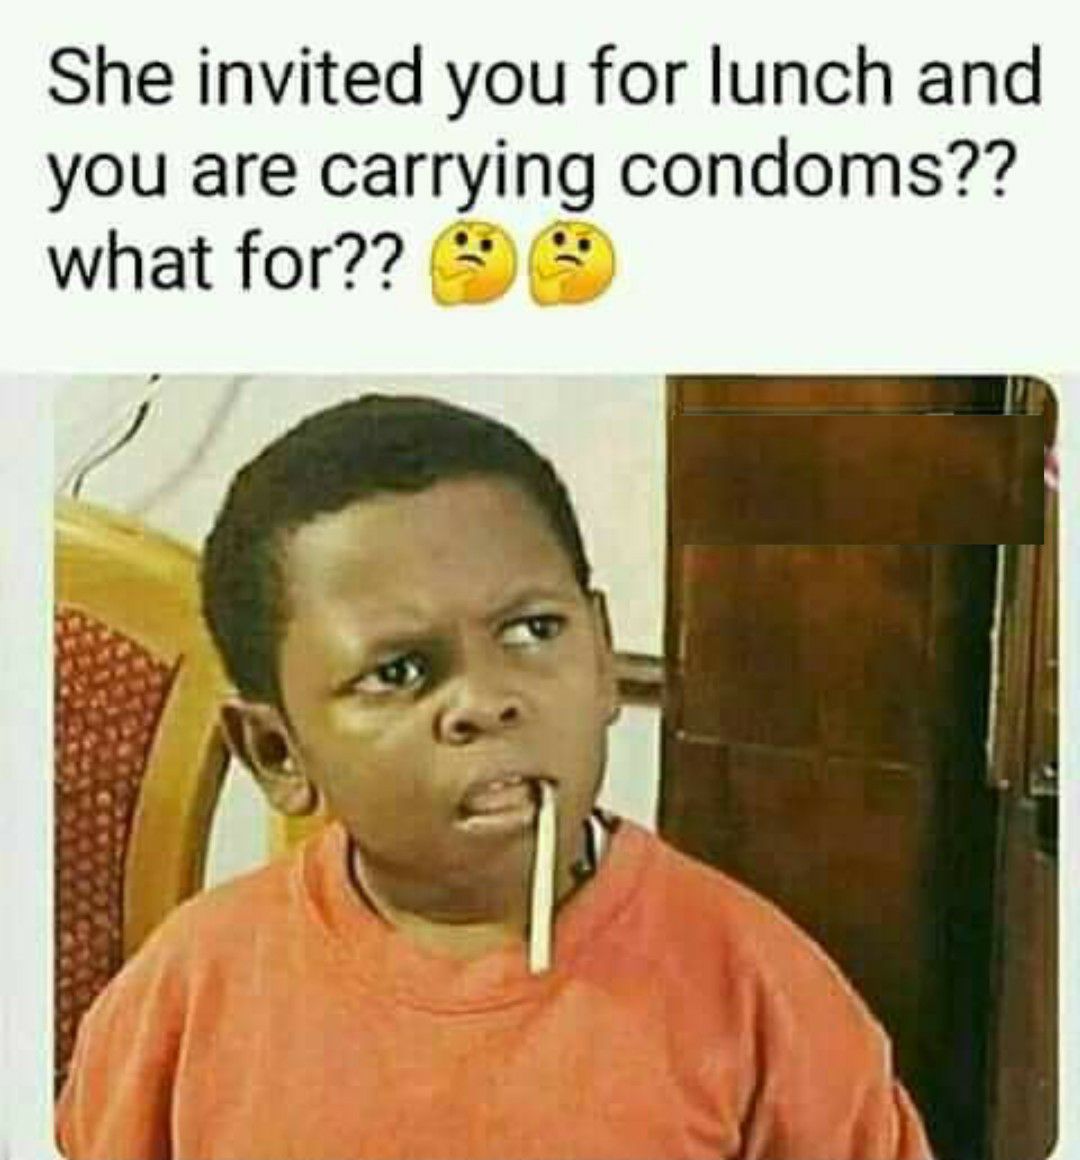 She invited you for lunch and
you are carrying condoms??
what for?? 🤔🤔